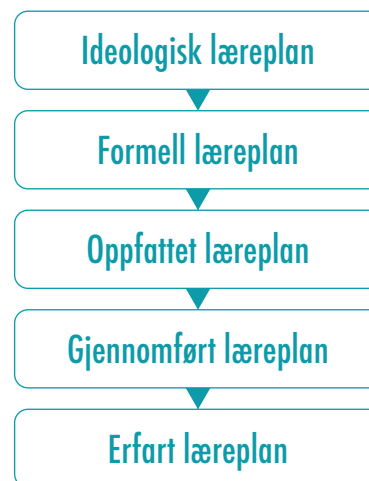 Ideologisk læreplan
Formell læreplan
Oppfattet læreplan
Gjennomført læreplan
Erfart læreplan